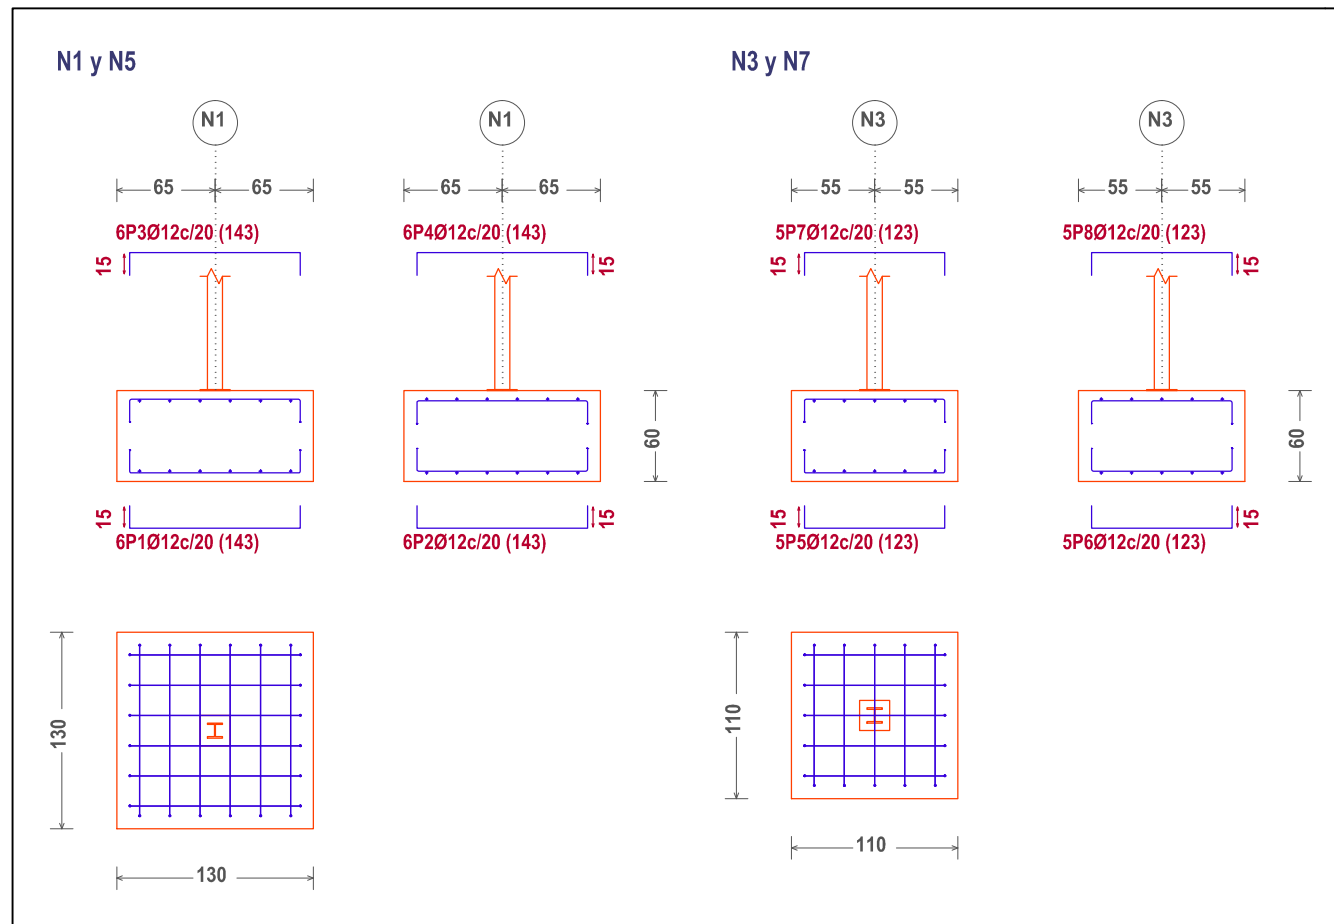 N1 y N5
N3 y N7
N1
N1
N3
N3
65 65
65 65
55 55
55 55
6P3Ø12c/20 (143)
6P4Ø12c/20 (143)
5P7Ø12c/20 (123)
5P8Ø12c/20 (123)
15
15
15
15
60
60
15
15
15
15
6P1Ø12c/20 (143)
6P2Ø12c/20 (143)
5P5Ø12c/20 (123)
5P6Ø12c/20 (123)
130
110
130
110